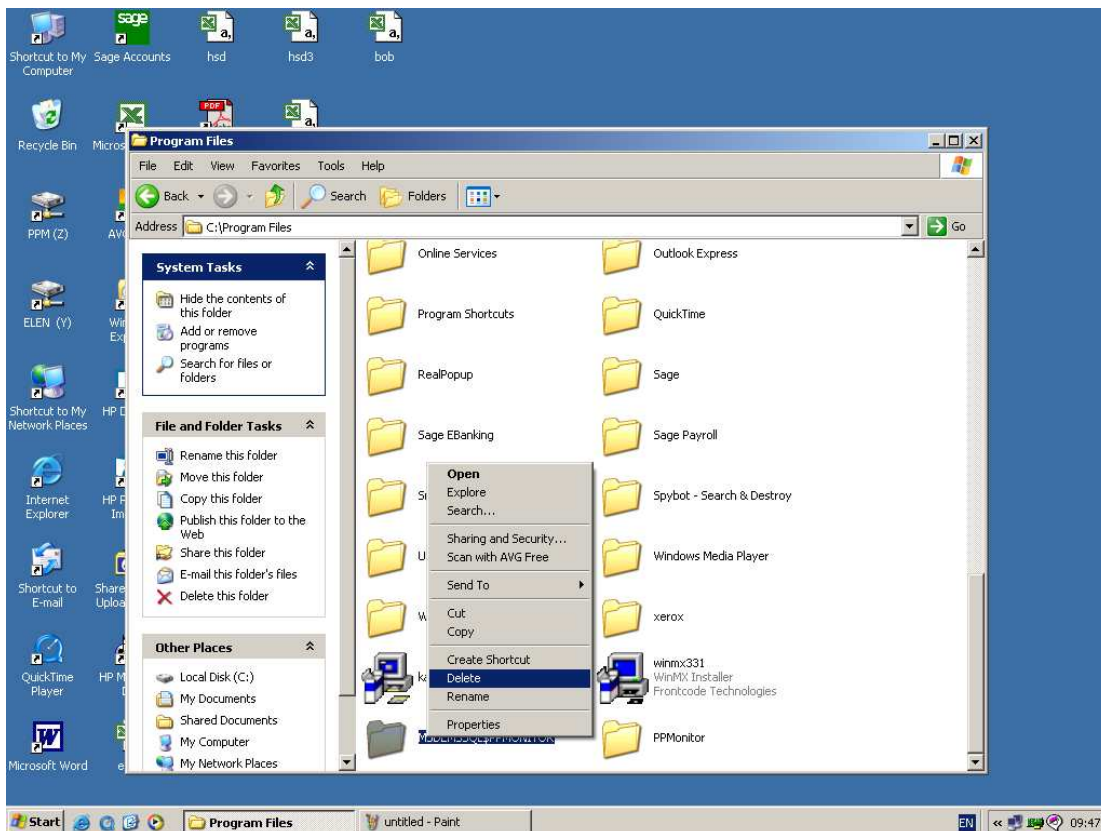 Shortcut to My Computer
sage
Sage Accounts
a,
hsd
a,
hsd3
a,
bob
Recycle Bin
PDF
a,
PPM (Z)
ELEN (Y)
Shortcut to My Network Places
Internet Explorer
Shortcut to E-mail
QuickTime Player
Microsoft Word
Program Files
File Edit View Favorites Tools Help
Back Search Folders
Address C:\Program Files Go
System Tasks
Hide the contents of this folder
Add or remove programs
Search for files or folders
File and Folder Tasks
Rename this folder
Move this folder
Copy this folder
Publish this folder to the Web
Share this folder
E-mail this folder's files
Delete this folder
Other Places
Local Disk (C:)
My Documents
Shared Documents
My Computer
My Network Places
Online Services
Outlook Express
Program Shortcuts
QuickTime
RealPopup
Sage
Sage EBanking
Sage Payroll
Spybot - Search & Destroy
Windows Media Player
xerox
winmx331
WinMX Installer
Frontcode Technologies
PPMonitor
Open
Explore
Search...
Sharing and Security...
Scan with AVG Free
Send To
Cut
Copy
Create Shortcut
Delete
Rename
Properties
Start
Program Files
untitled - Paint
EN
09:47